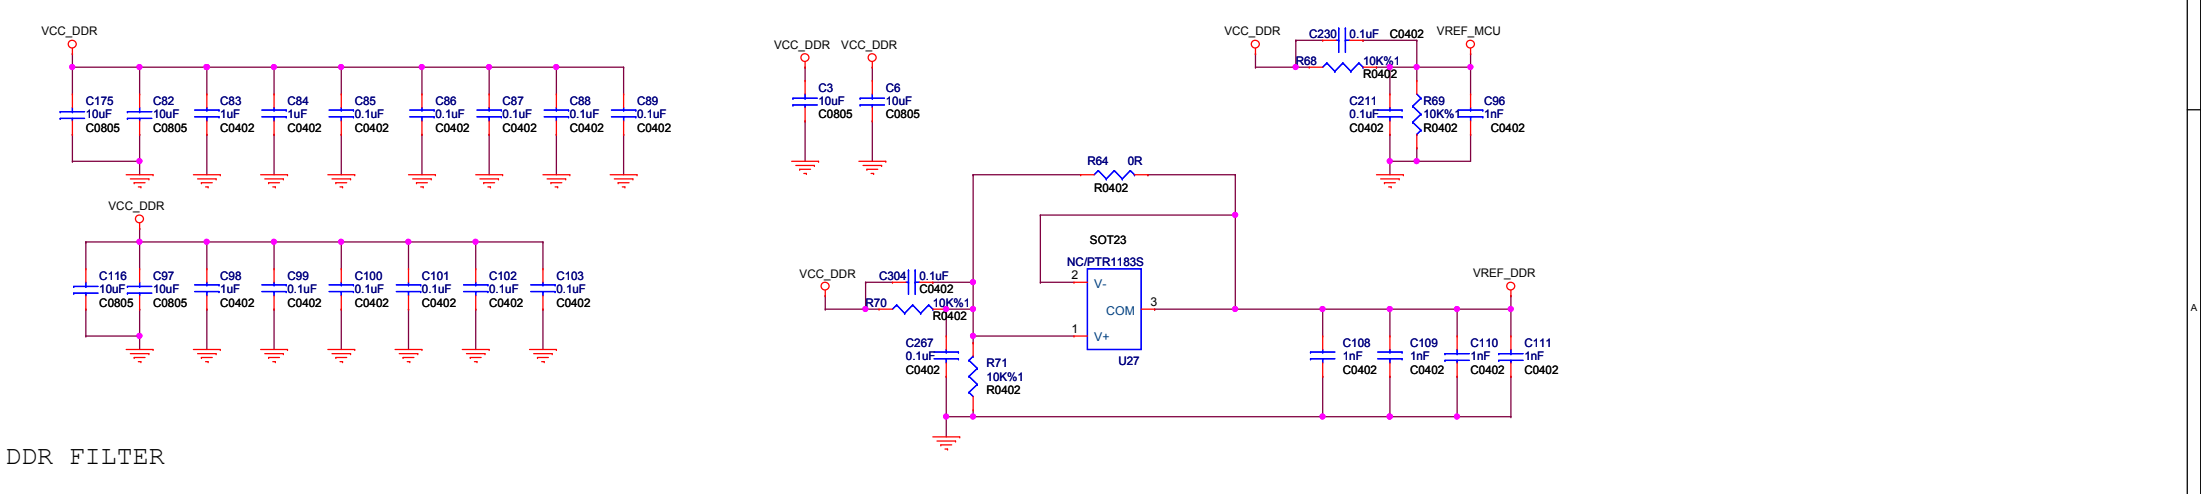 VCC_DDR
C175
10uF
C0805
C82
10uF
C0805
C83
1uF
C0402
C84
1uF
C0402
C85
0.1uF
C0402
C86
0.1uF
C0402
C87
0.1uF
C0402
C88
0.1uF
C0402
C89
0.1uF
C0402
VCC_DDR
C116
10uF
C0805
C97
10uF
C0805
C98
1uF
C0402
C99
0.1uF
C0402
C100
0.1uF
C0402
C101
0.1uF
C0402
C102
0.1uF
C0402
C103
0.1uF
C0402
DDR FILTER
VCC_DDR
C3
10uF
C0805
VCC_DDR
C6
10uF
C0805
VCC_DDR
C230 0.1uF C0402
R68 10K%1
R0402
VREF_MCU
C211
0.1uF
C0402
R69
10K%1
R0402
C96
1nF
C0402
R64 0R
R0402
SOT23
NC/PTR1183S
2
V-
COM
3
1
V+
U27
VCC_DDR
C304 0.1uF
C0402
R70 10K%1
R0402
C267
0.1uF
C0402
R71
10K%1
R0402
VREF_DDR
C108
1nF
C0402
C109
1nF
C0402
C110
1nF
C0402
C111
1nF
C0402
A